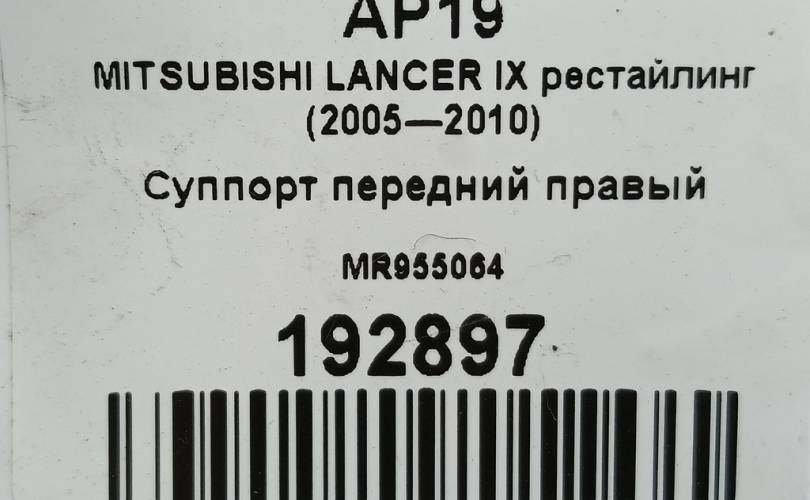 AP19
MITSUBISHI LANCER IX рестайлинг
(2005—2010)
Суппорт передний правый
MR955064
192897